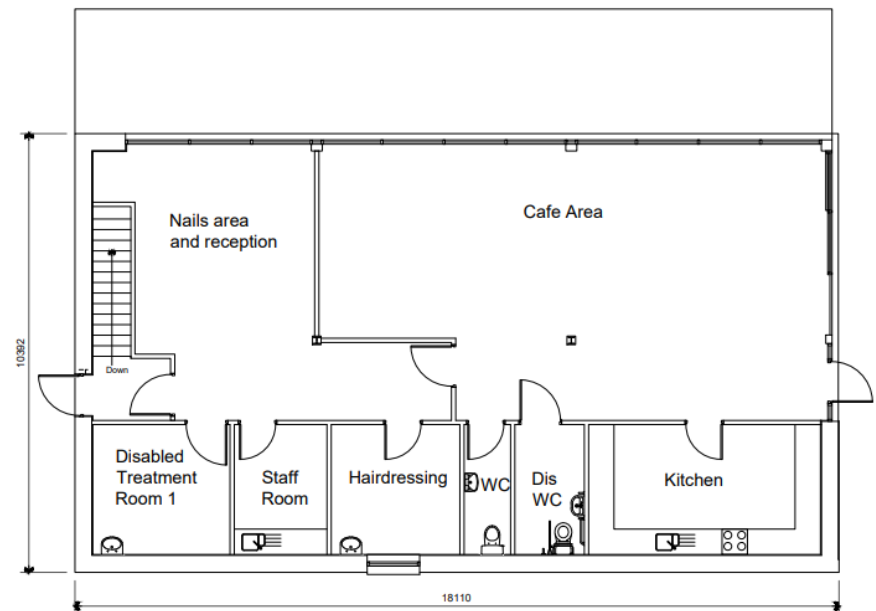 Nails area
and reception
Cafe Area
10392
Down
Disabled
Treatment
Room 1
Staff
Room
Hairdressing
WC
Dis
WC
Kitchen
18110